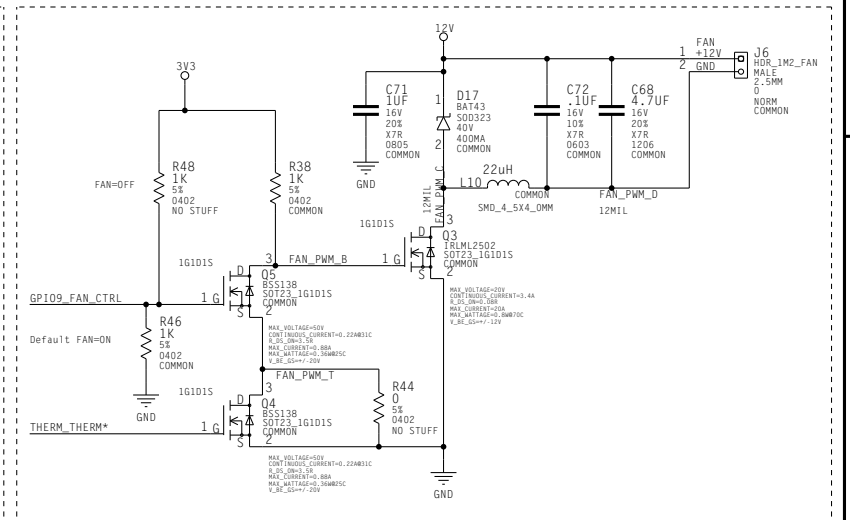 12V
FAN
1 +12V
2 GND
J6
HDR_1M2_FAN
MALE
2.5MM
0
NORM
COMMON
3V3
C71
1UF
16V
20%
X7R
0805
COMMON
GND
1
D17
BAT43
SOD323
40V
400MA
COMMON
2
C72
.1UF
16V
10%
X7R
0603
COMMON
C68
4.7UF
16V
20%
X7R
1206
COMMON
FAN=OFF
R48
1K
5%
0402
NO STUFF
R38
1K
5%
0402
COMMON
FAN_PWM_C
12MIL
22uH
L10
COMMON
SMD_4_5X4_0MM
FAN_PWM_D
12MIL
1G1D1S
3
D
1 G
S
2
Q3
IRLML2502
SOT23_1G1D1S
COMMON
MAX_VOLTAGE=20V
CONTINUOUS_CURRENT=3.4A
R_DS_ON=0.08R
MAX_CURRENT=20A
MAX_WATTAGE=0.8W@70C
V_BE_GS=+/-12V
FAN_PWM_B
1G1D1S
3
D
1 G
S
2
Q5
BSS138
SOT23_1G1D1S
COMMON
MAX_VOLTAGE=50V
CONTINUOUS_CURRENT=0.22A@31C
R_DS_ON=3.5R
MAX_CURRENT=0.88A
MAX_WATTAGE=0.36W@25C
V_BE_GS=+/-20V
GPIO9_FAN_CTRL
Default FAN=ON
R46
1K
5%
0402
COMMON
GND
FAN_PWM_T
R44
0
5%
0402
NO STUFF
1G1D1S
3
D
1 G
S
2
Q4
BSS138
SOT23_1G1D1S
COMMON
THERM_THERM*
MAX_VOLTAGE=50V
CONTINUOUS_CURRENT=0.22A@31C
R_DS_ON=3.5R
MAX_CURRENT=0.88A
MAX_WATTAGE=0.36W@25C
V_BE_GS=+/-20V
GND